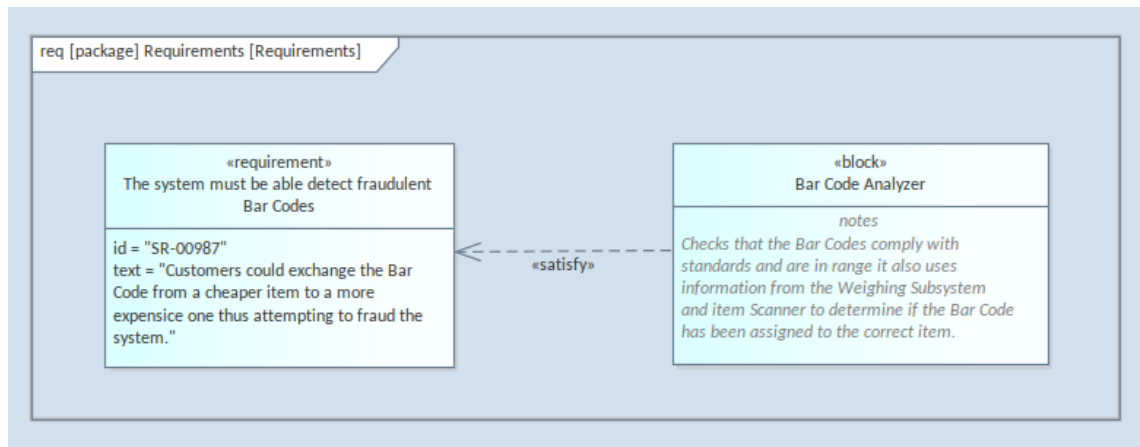 req [package] Requirements [Requirements]
«requirement»
The system must be able detect fraudulent
Bar Codes
id = "SR-00987"
text = "Customers could exchange the Bar
Code from a cheaper item to a more
expensice one thus attempting to fraud the
system."
«satisfy»
«block»
Bar Code Analyzer
notes
Checks that the Bar Codes comply with
standards and are in range it also uses
information from the Weighing Subsystem
and item Scanner to determine if the Bar Code
has been assigned to the correct item.